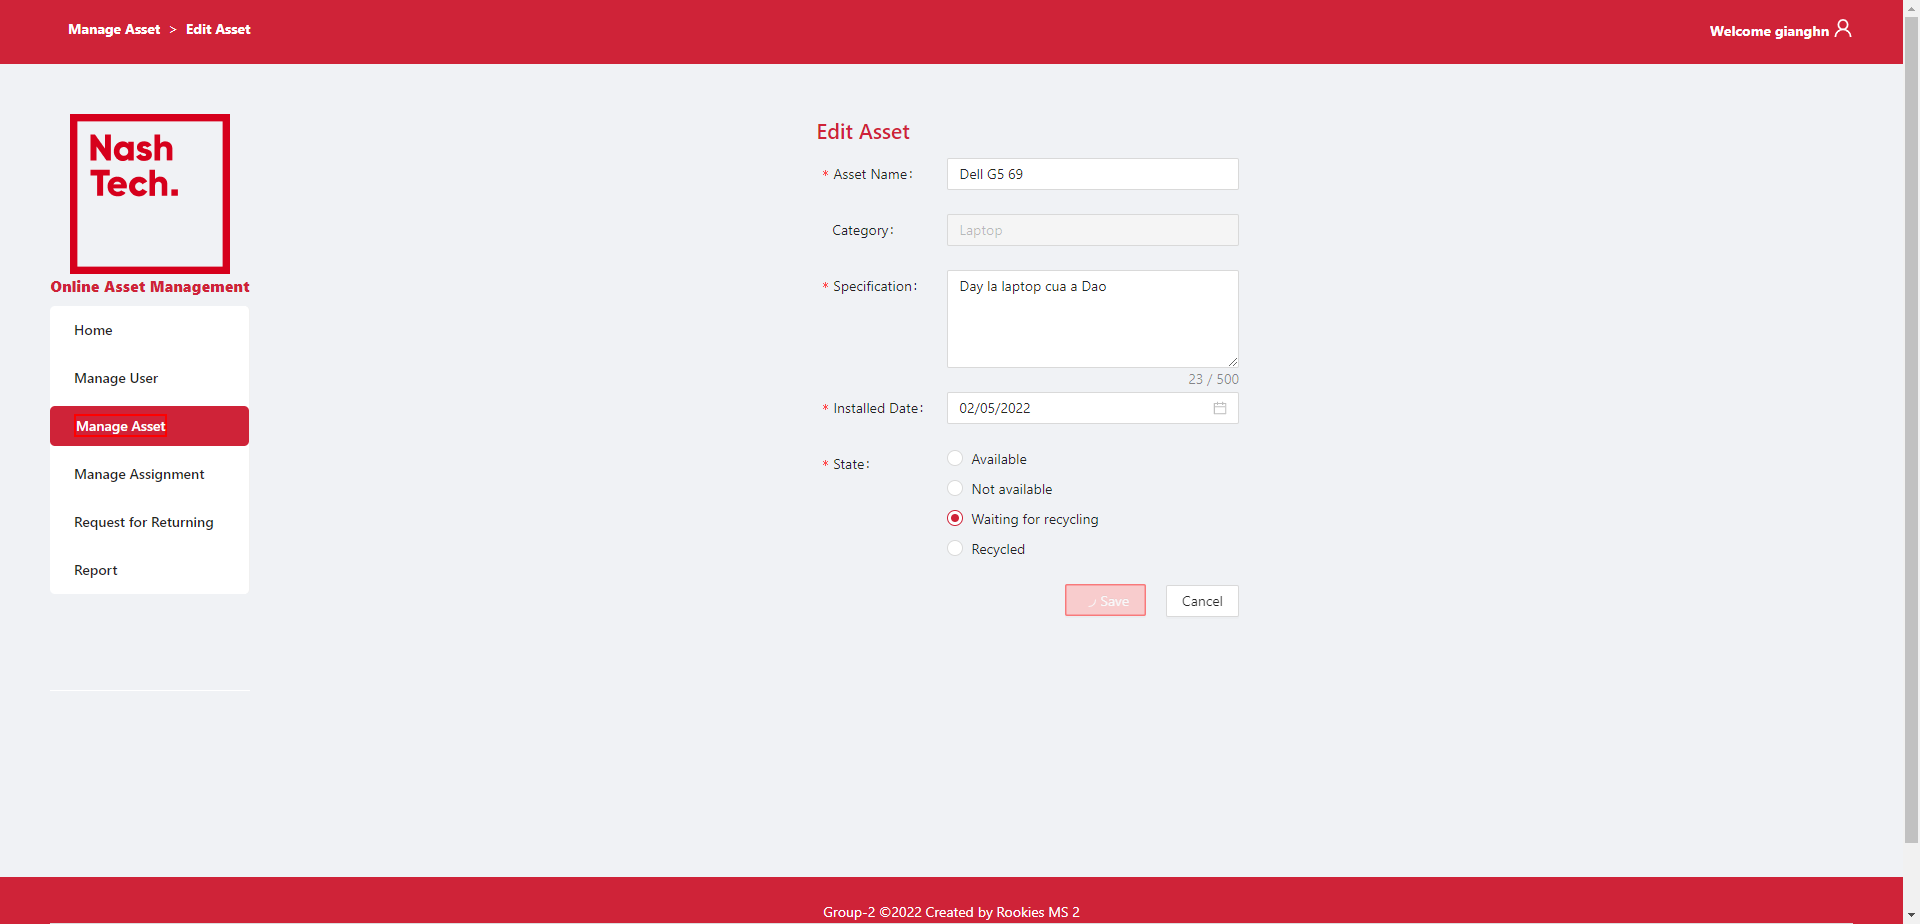 Manage Asset > Edit Asset
Welcome gianghn
Nash
Tech.
Online Asset Management
Home
Manage User
Manage Asset
Manage Assignment
Request for Returning
Report
Edit Asset
* Asset Name: Dell G5 69
Category: Laptop
* Specification: Day la laptop cua a Dao
23 / 500
* Installed Date: 02/05/2022
* State: Available
Not available
Waiting for recycling
Recycled
Save Cancel
Group-2 ©2022 Created by Rookies MS 2